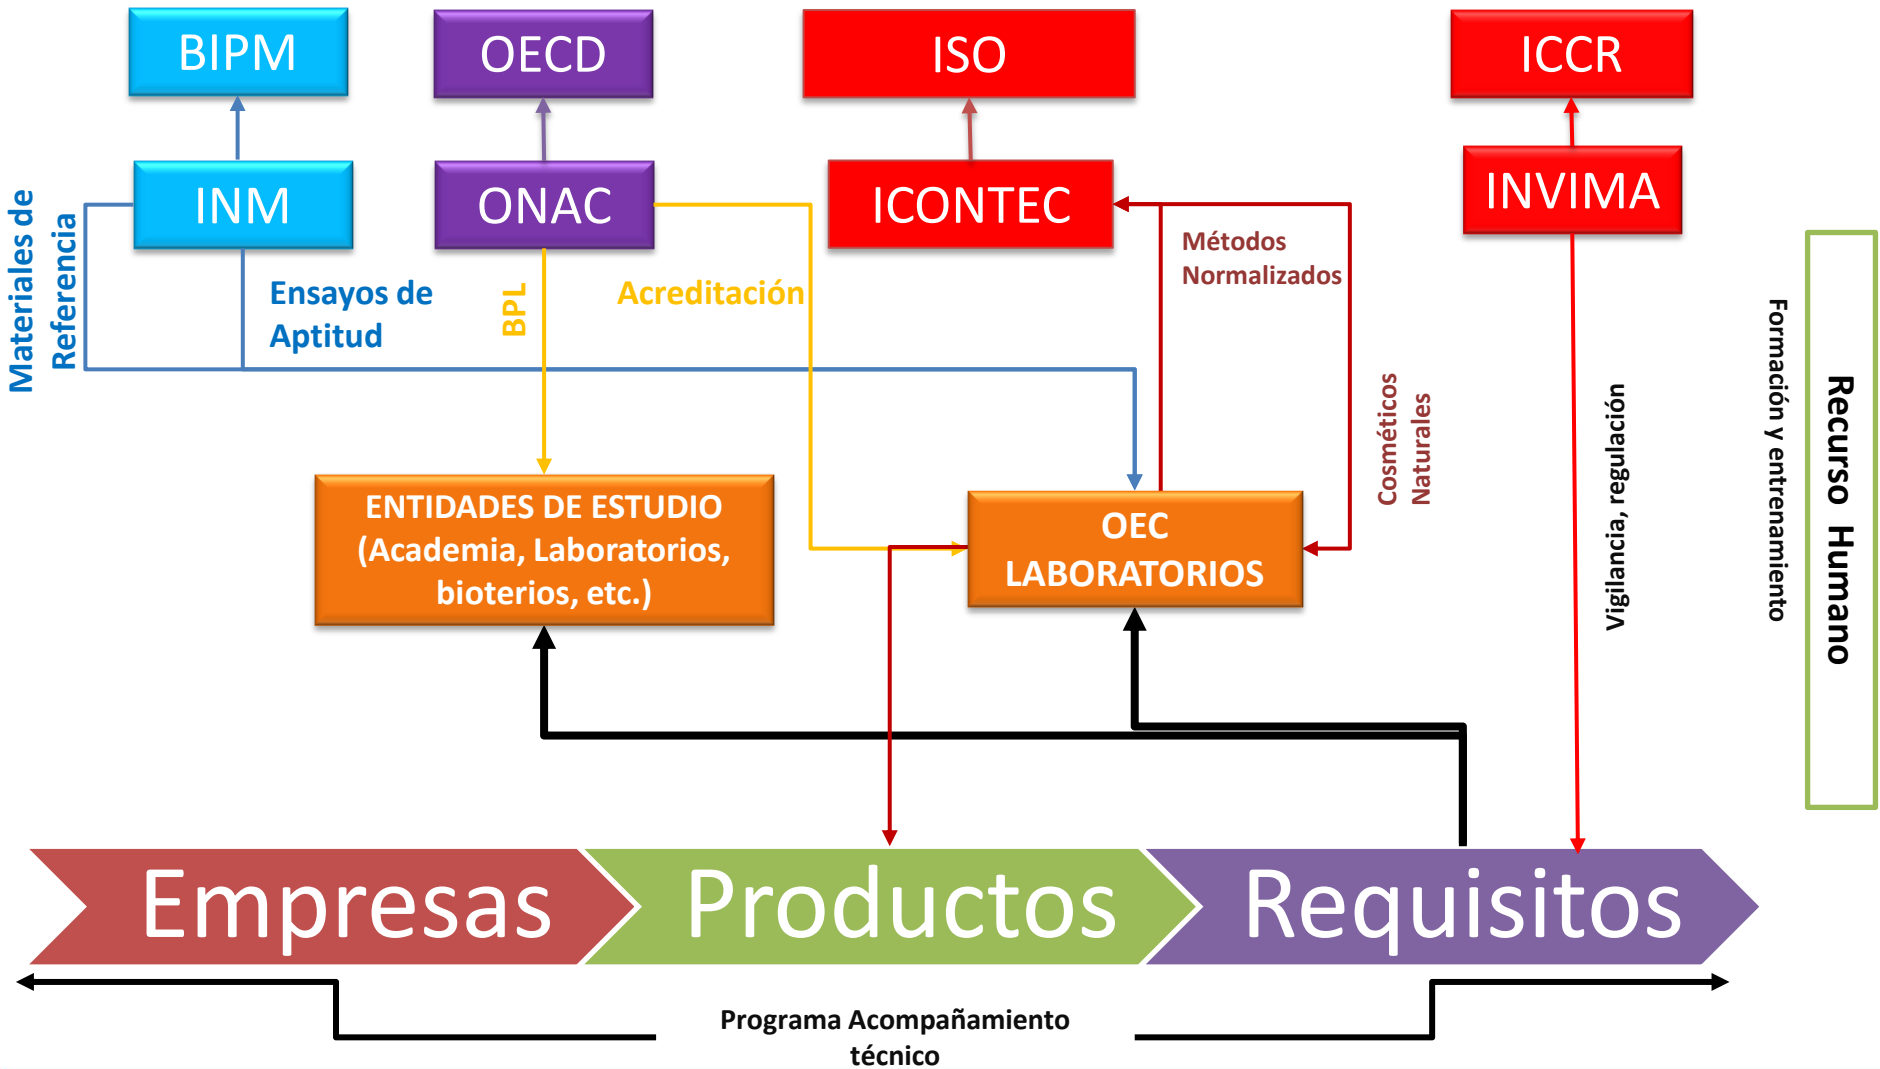 BIPM
OECD
ISO
ICCR
INM
ONAC
ICONTEC
INVIMA
Materiales de
Referencia
Ensayos de
Aptitud
BPL
Acreditación
Métodos
Normalizados
Cosméticos
Naturales
Vigilancia, regulación
Formación y entrenamiento
Recurso Humano
ENTIDADES DE ESTUDIO
(Academia, Laboratorios,
bioterios, etc.)
OEC
LABORATORIOS
Empresas
Productos
Requisitos
Programa Acompañamiento
técnico